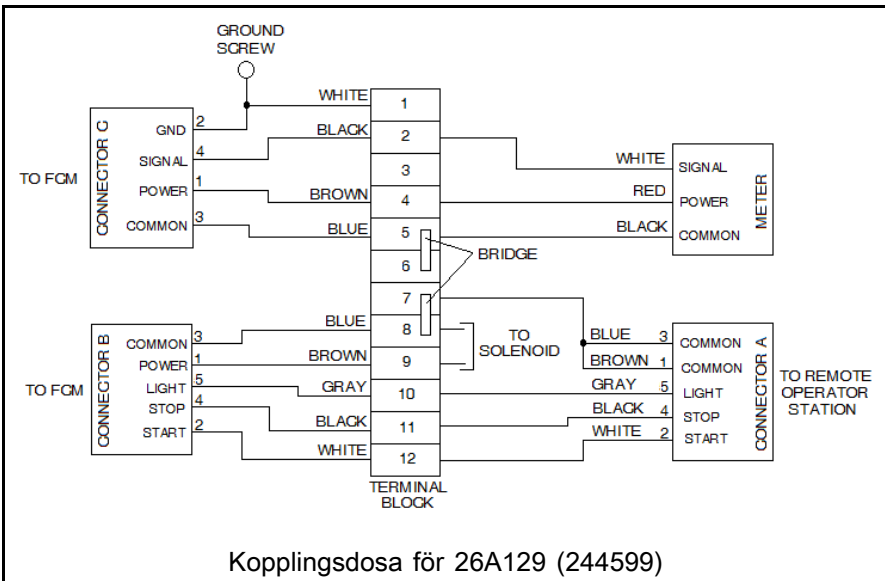 GROUND
SCREW
TO FCM
CONNECTOR C
GND 2
SIGNAL 4
POWER 1
COMMON 3
WHITE
BLACK
BROWN
BLUE
1
2
3
4
5
6
7
8
9
10
11
12
TERMINAL
BLOCK
BRIDGE
WHITE
RED
BLACK
SIGNAL
POWER
COMMON
METER
TO FCM
CONNECTOR B
COMMON 3
POWER 1
LIGHT 5
STOP 4
START 2
BLUE
BROWN
GRAY
BLACK
WHITE
TO
SOLENOID
BLUE 3
BROWN 1
GRAY 5
BLACK 4
WHITE 2
COMMON
COMMON
LIGHT
STOP
START
CONNECTOR A
TO REMOTE
OPERATOR
STATION
Kopplingsdosa för 26A129 (244599)